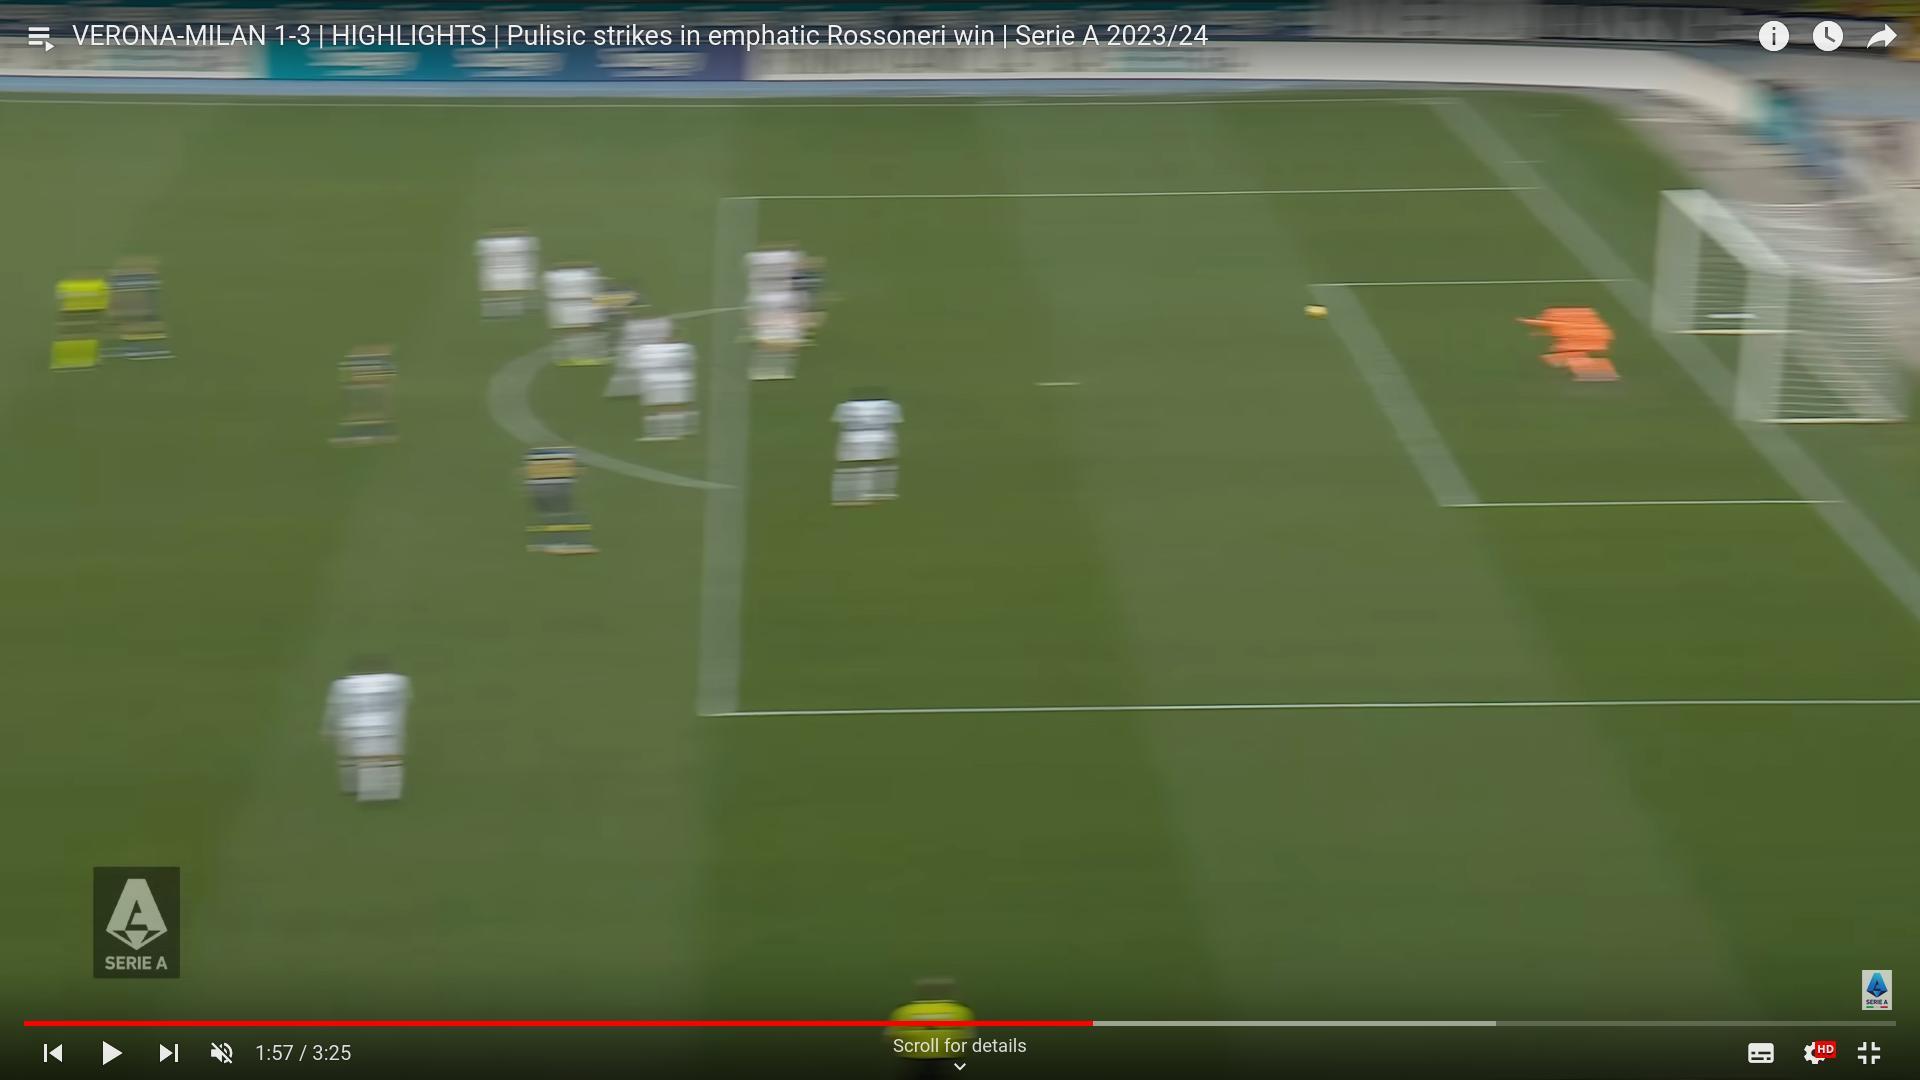 VERONA-MILAN 1-3 | HIGHLIGHTS | Pulisic strikes in emphatic Rossoneri win | Serie A 2023/24
SERIE A
SERIE A
1:57 / 3:25
Scroll for details
HD